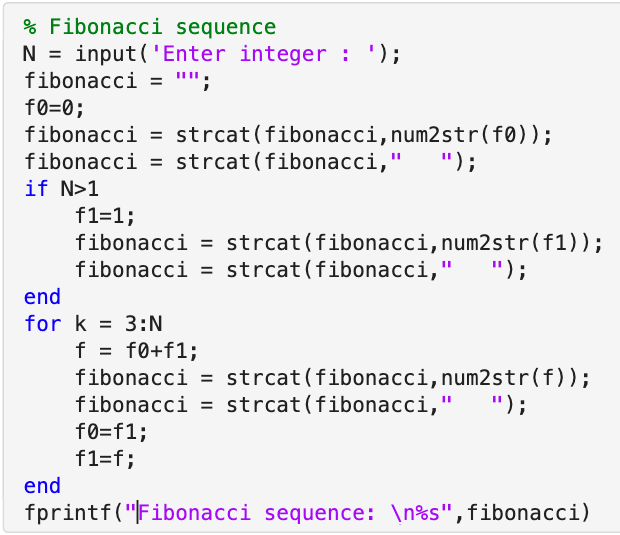 % Fibonacci sequence
N = input('Enter integer : ');
fibonacci = "";
f0=0;
fibonacci = strcat(fibonacci,num2str(f0));
fibonacci = strcat(fibonacci,"   ");
if N>1
    f1=1;
    fibonacci = strcat(fibonacci,num2str(f1));
    fibonacci = strcat(fibonacci,"   ");
end
for k = 3:N
    f = f0+f1;
    fibonacci = strcat(fibonacci,num2str(f));
    fibonacci = strcat(fibonacci,"   ");
    f0=f1;
    f1=f;
end
fprintf("Fibonacci sequence: \n%s",fibonacci)